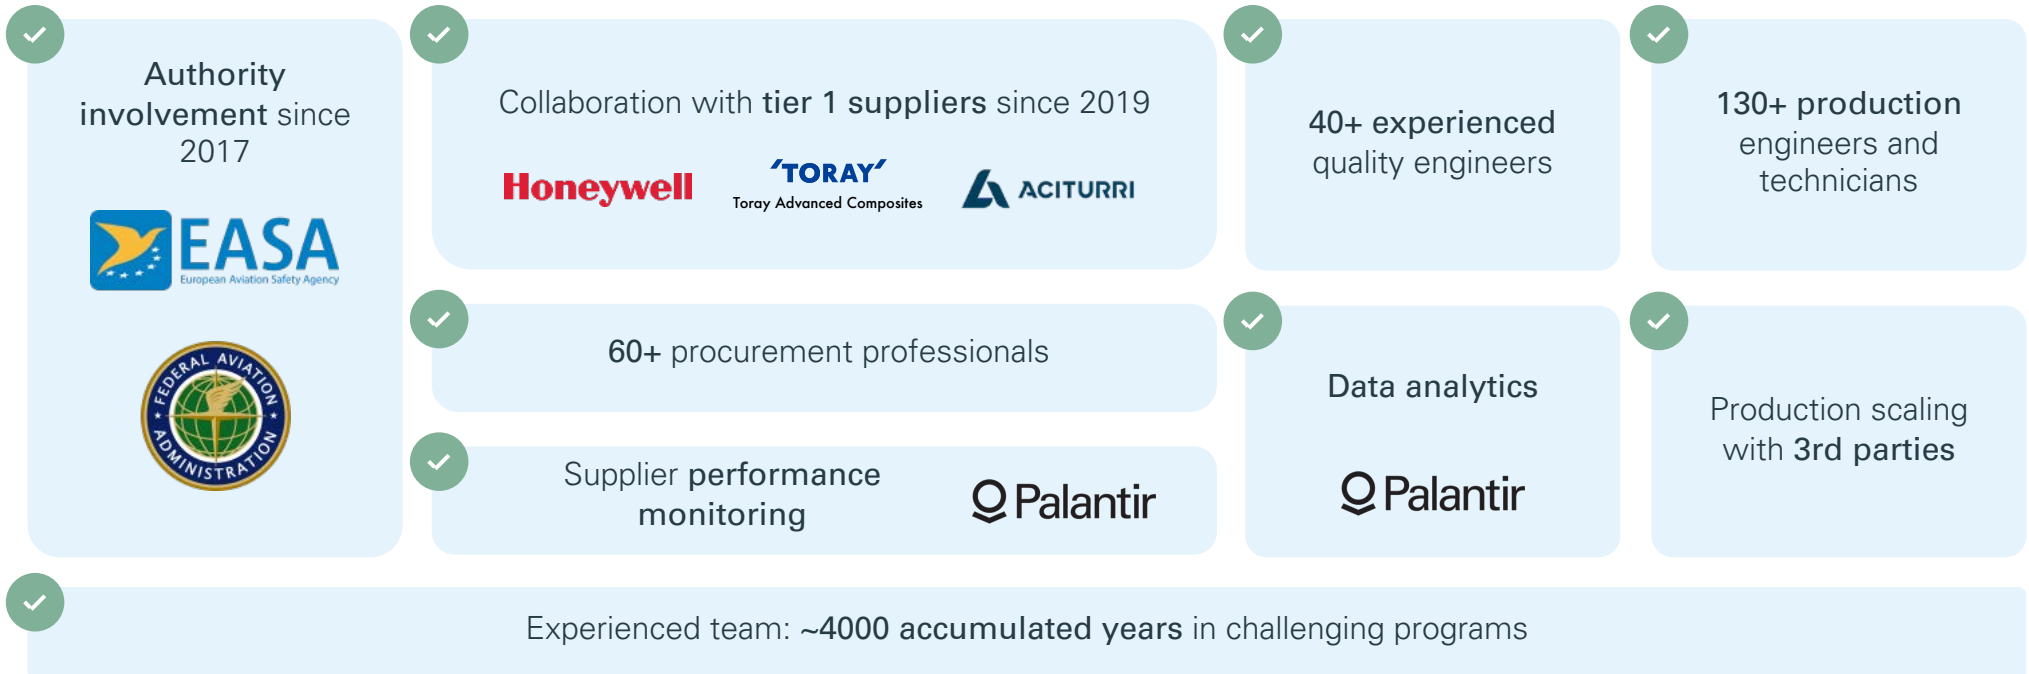 Authority
involvement since
2017
EASA
European Aviation Safety Agency
FEDERAL AVIATION
ADMINISTRATION
Collaboration with tier 1 suppliers since 2019
Honeywell
TORAY
Toray Advanced Composites
ACITURRI
60+ procurement professionals
Supplier performance
monitoring
Palantir
40+ experienced
quality engineers
Data analytics
Palantir
130+ production
engineers and
technicians
Production scaling
with 3rd parties
Experienced team: ~4000 accumulated years in challenging programs